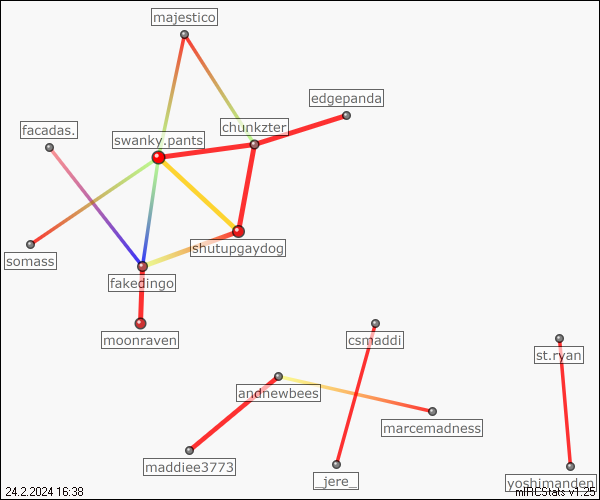 majestico
edgepanda
chunkzter
facadas.
swanky.pants
shutupgaydog
somass
fakedingo
moonraven
csmaddi
st.ryan
andnewbees
marcemadness
maddiee3773
_jere_
yoshimanden
24.2.2024 16:38
mIRCStats v1.25